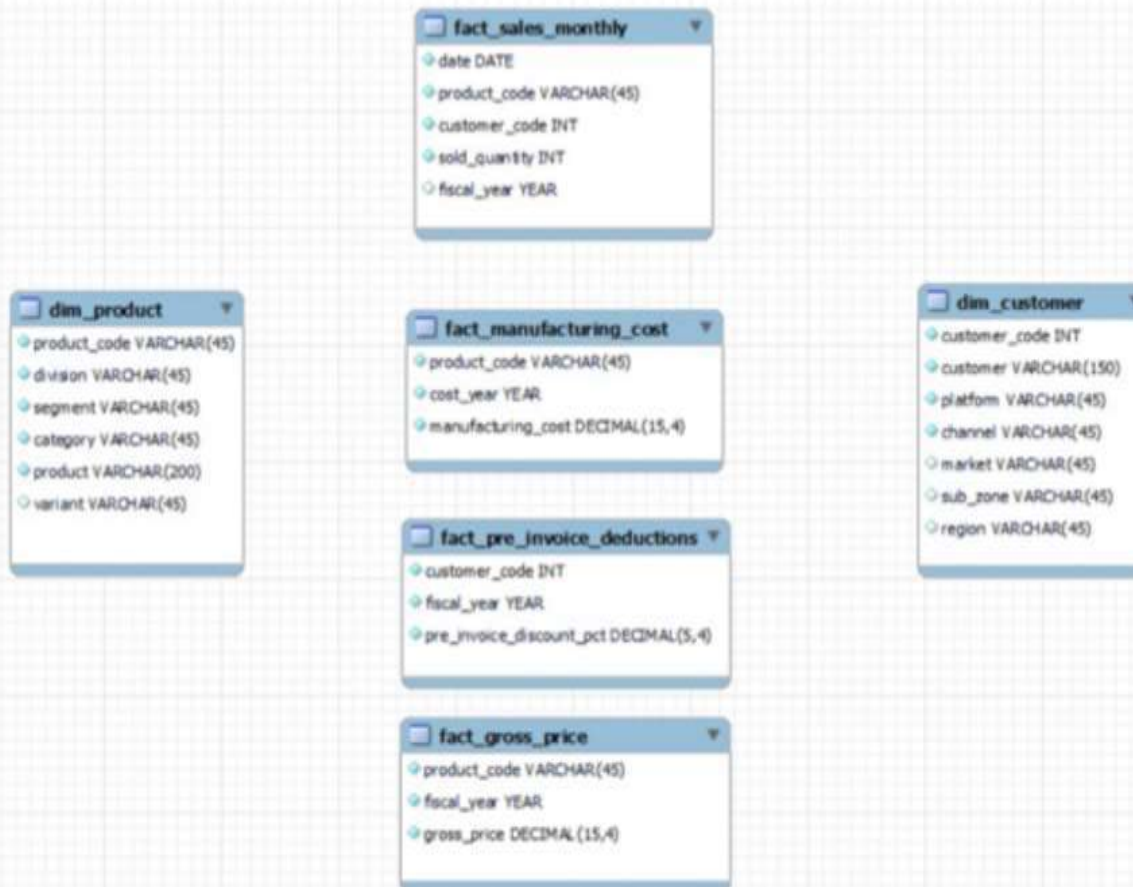 fact_sales_monthly
date DATE
product_code VARCHAR(45)
customer_code INT
sold_quantity INT
fiscal_year YEAR
dim_product
product_code VARCHAR(45)
division VARCHAR(45)
segment VARCHAR(45)
category VARCHAR(45)
product VARCHAR(200)
variant VARCHAR(45)
fact_manufacturing_cost
product_code VARCHAR(45)
cost_year YEAR
manufacturing_cost DECIMAL(15,4)
dim_customer
customer_code INT
customer VARCHAR(150)
platform VARCHAR(45)
channel VARCHAR(45)
market VARCHAR(45)
sub_zone VARCHAR(45)
region VARCHAR(45)
fact_pre_invoice_deductions
customer_code INT
fiscal_year YEAR
pre_invoice_discount_pct DECIMAL(5,4)
fact_gross_price
product_code VARCHAR(45)
fiscal_year YEAR
gross_price DECIMAL(15,4)